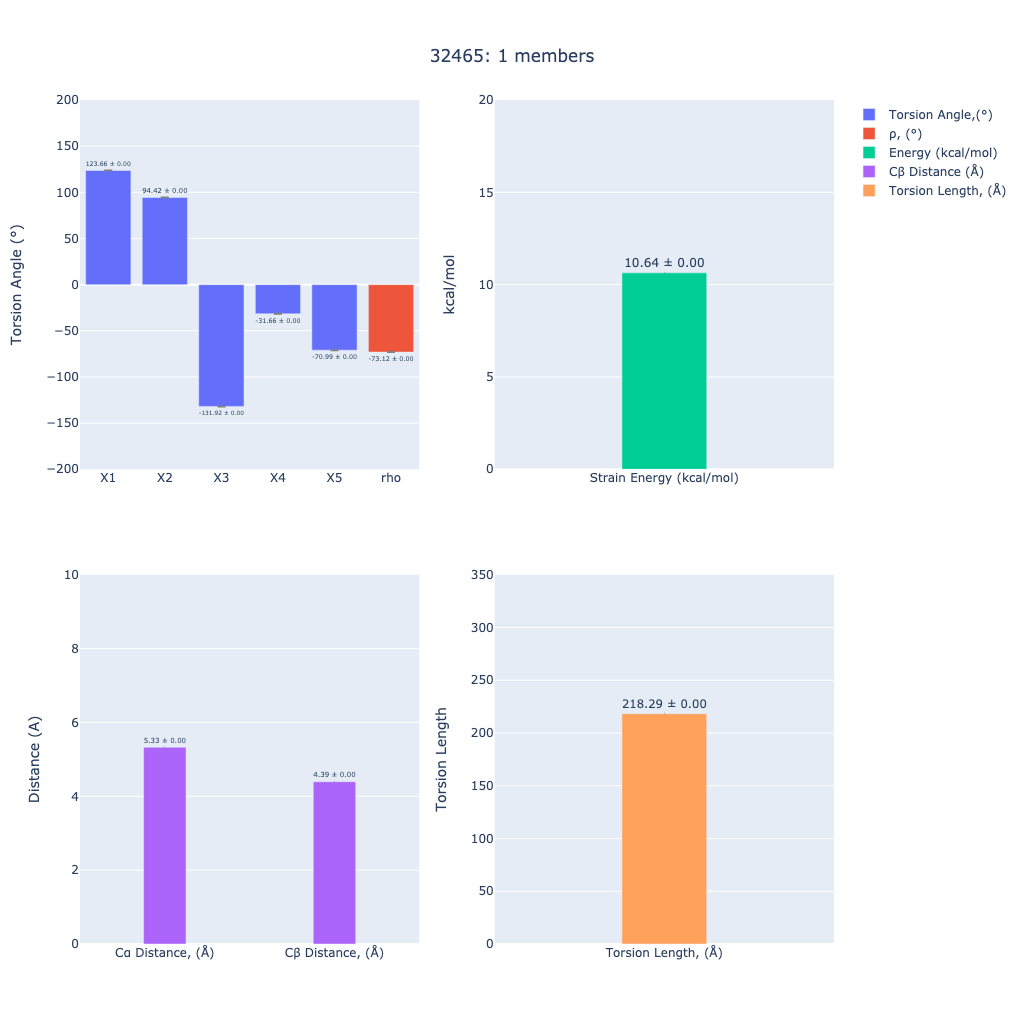 32465: 1 members
Torsion Angle (°)
200
150
100
50
0
−50
−100
−150
−200
123.66 ± 0.00
94.42 ± 0.00
-131.92 ± 0.00
-31.66 ± 0.00
-70.99 ± 0.00
-73.12 ± 0.00
X1 X2 X3 X4 X5 rho
kcal/mol
20
15
10
5
0
10.64 ± 0.00
Strain Energy (kcal/mol)
Torsion Angle,(°)
ρ, (°)
Energy (kcal/mol)
Cβ Distance (Å)
Torsion Length, (Å)
Distance (A)
10
8
6
4
2
0
5.33 ± 0.00
4.39 ± 0.00
Cα Distance, (Å) Cβ Distance, (Å)
Torsion Length
350
300
250
200
150
100
50
0
218.29 ± 0.00
Torsion Length, (Å)